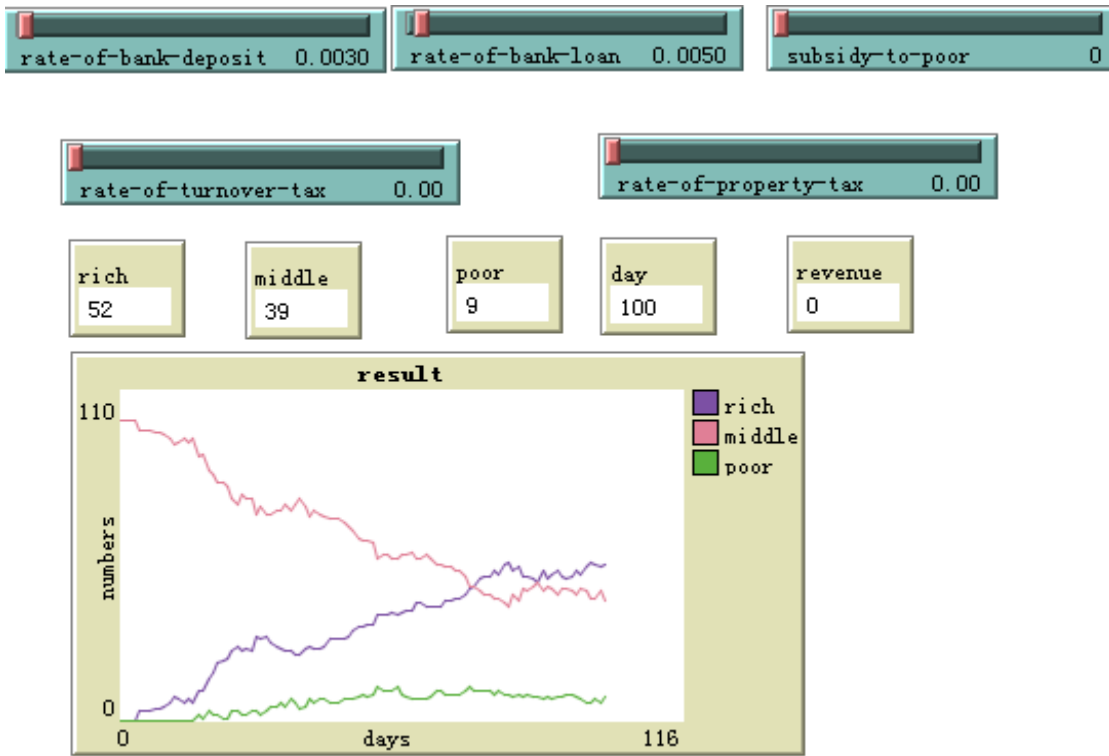 rate-of-bank-deposit 0.0030
rate-of-bank-loan 0.0050
subsidy-to-poor 0
rate-of-turnover-tax 0.00
rate-of-property-tax 0.00
rich
52
middle
39
poor
9
day
100
revenue
0
result
110
numbers
0
0
days
116
rich
middle
poor